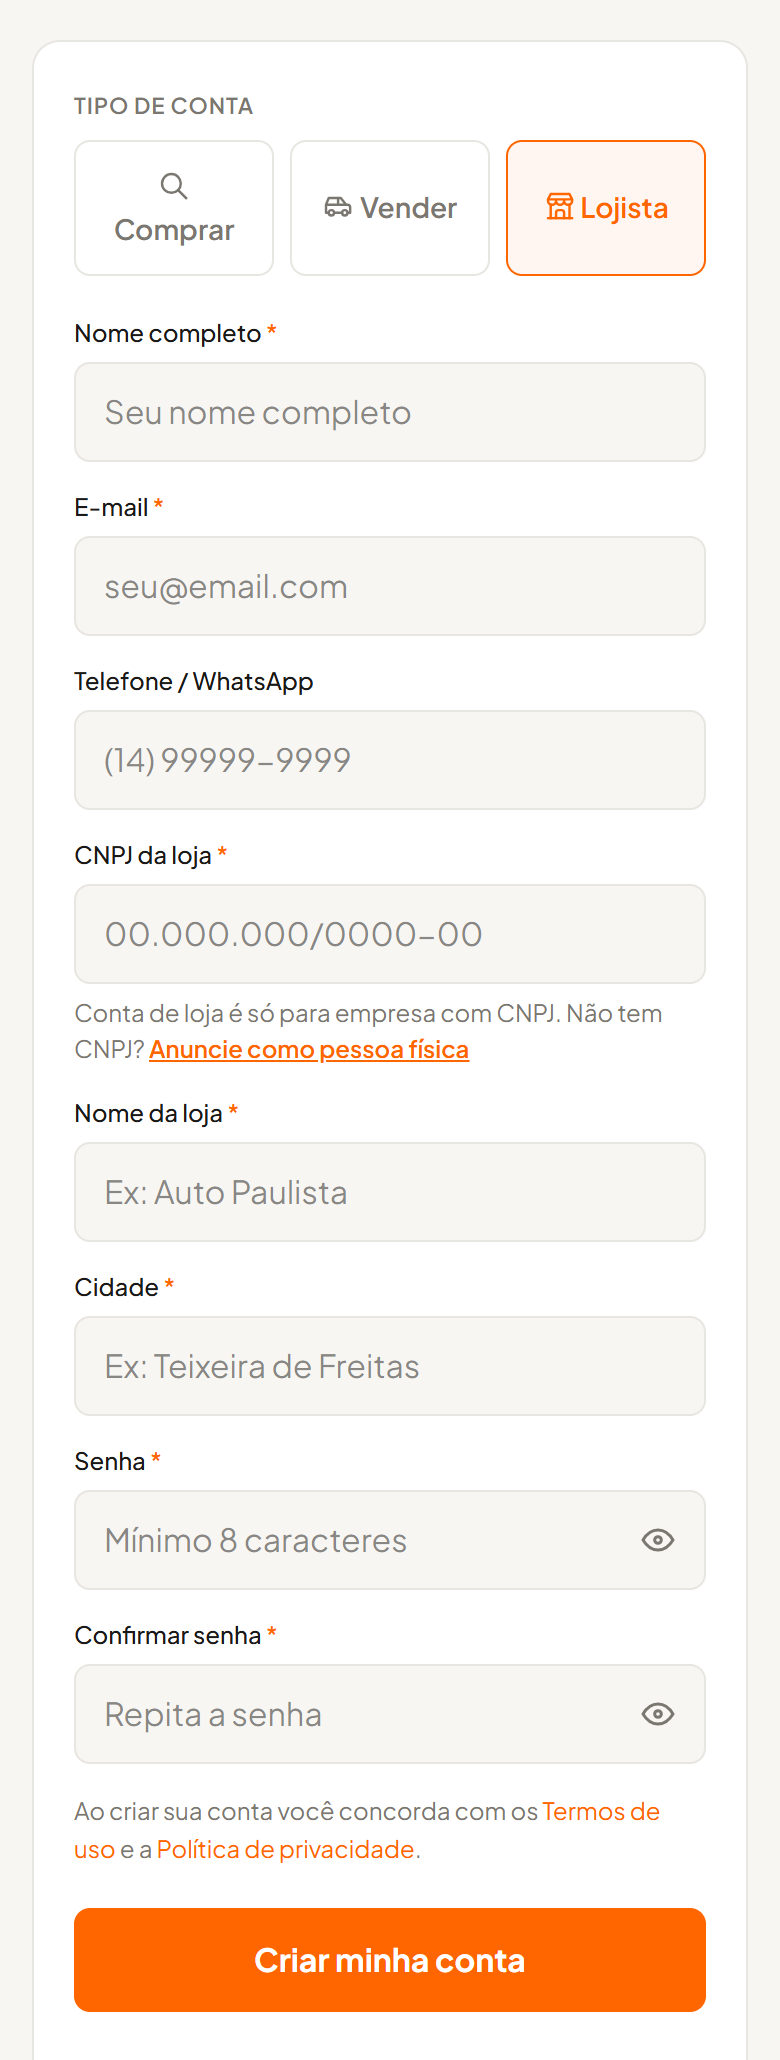 TIPO DE CONTA
Comprar
Vender
Lojista
Nome completo *
Seu nome completo
E-mail *
seu@email.com
Telefone / WhatsApp
(14) 99999-9999
CNPJ da loja *
00.000.000/0000-00
Conta de loja é só para empresa com CNPJ. Não tem
CNPJ? Anuncie como pessoa física
Nome da loja *
Ex: Auto Paulista
Cidade *
Ex: Teixeira de Freitas
Senha *
Mínimo 8 caracteres
Confirmar senha *
Repita a senha
Ao criar sua conta você concorda com os Termos de
uso e a Política de privacidade.
Criar minha conta